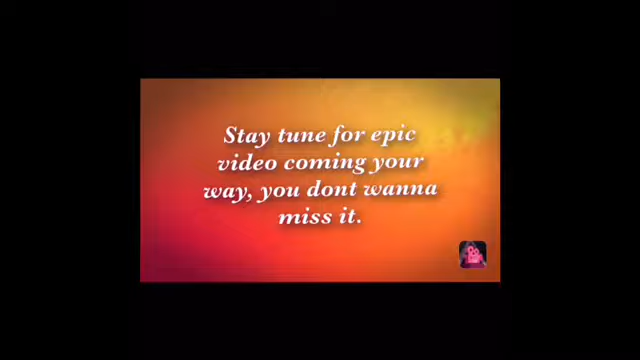 Stay tune for epic
video coming your
way, you dont wanna
miss it.